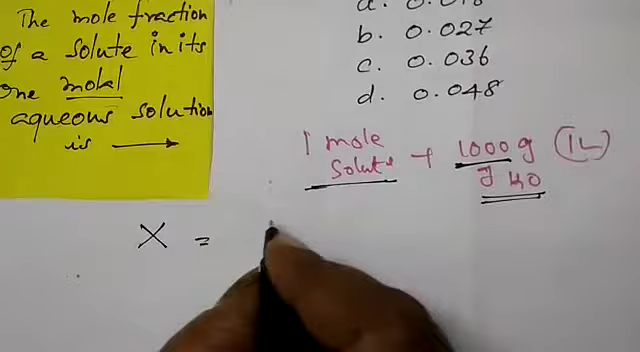 The mole fraction
of a solute in its
one molal
aqueous solution
is
b. 0.027
c. 0.036
d. 0.048
1 mole
solute + 1000 g (1L)
X =